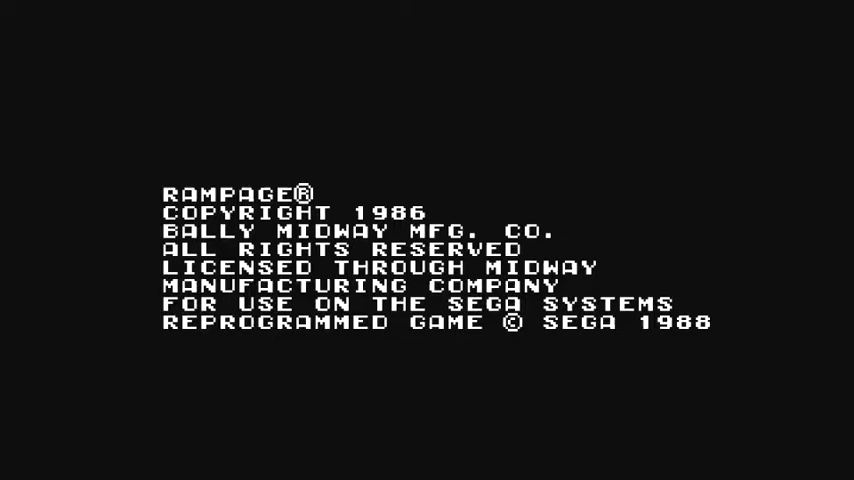 RAMPAGE®
COPYRIGHT 1986
BALLY MIDWAY MFG. CO.
ALL RIGHTS RESERVED
LICENSED THROUGH MIDWAY
MANUFACTURING COMPANY
FOR USE ON THE SEGA SYSTEMS
REPROGRAMMED GAME © SEGA 1988